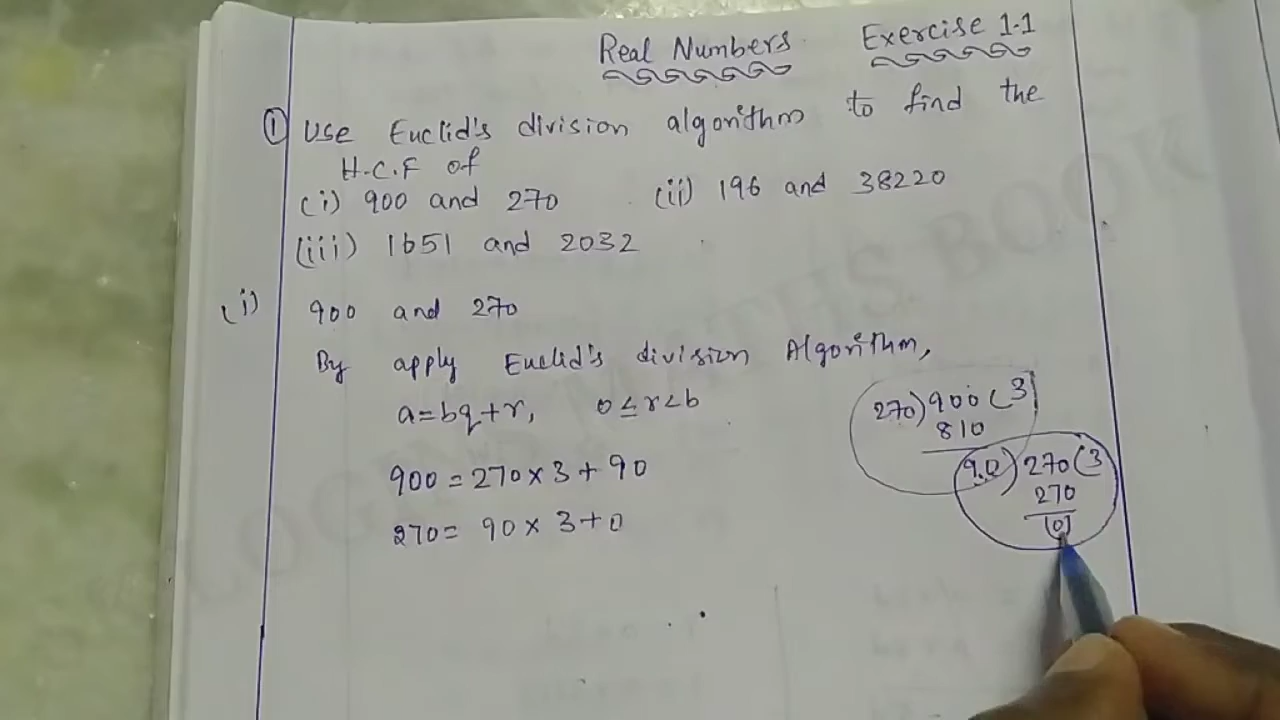 Real Numbers Exercise 1.1
① Use Euclid's division algorithm to find the
H.C.F of
(i) 900 and 270 (ii) 196 and 38220
(iii) 1651 and 2032
(i) 900 and 270
By apply Euclid's division Algorithm,
a=bq+r, 0≤r<b
900 = 270×3+90
270= 90×3+0
270)900(3
810
90)270(3
270
0